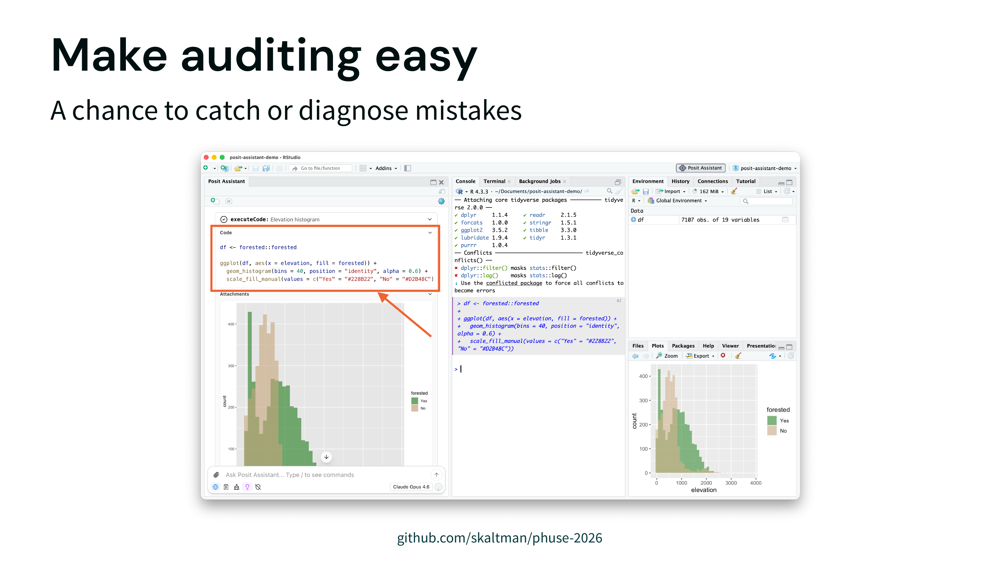 Make auditing easy
A chance to catch or diagnose mistakes
posit-assistant-demo - RStudio
Go to file/function
Addins
Posit Assistant
posit-assistant-demo
Posit Assistant
executeCode: Elevation histogram
Code
df <- forested::forested
ggplot(df, aes(x = elevation, fill = forested)) +
geom_histogram(bins = 40, position = "identity", alpha = 0.6) +
scale_fill_manual(values = c("Yes" = "#228B22", "No" = "#D2B48C")
Attachments
400
300
200
100
count
forested
Yes
No
Ask Posit Assistant... Type / to see commands
Claude Opus 4.6
Console Terminal Background Jobs
R 4.3.3 · ~/Documents/posit-assistant-demo/
── Attaching core tidyverse packages ───────── tidyve
rse 2.0.0 ──
✔ dplyr 1.1.4 ✔ readr 2.1.5
✔ forcats 1.0.0 ✔ stringr 1.5.1
✔ ggplot2 3.5.2 ✔ tibble 3.3.0
✔ lubridate 1.9.4 ✔ tidyr 1.3.1
✔ purrr 1.0.4
── Conflicts ───────────────────────── tidyverse_co
nflicts() ──
✖ dplyr::filter() masks stats::filter()
✖ dplyr::lag() masks stats::lag()
ℹ Use the conflicted package to force all conflicts to
become errors
AI
> df <- forested::forested
+
+ ggplot(df, aes(x = elevation, fill = forested)) +
+ geom_histogram(bins = 40, position = "identity",
alpha = 0.6) +
+ scale_fill_manual(values = c("Yes" = "#228B22",
"No" = "#D2B48C"))
>
Environment History Connections Tutorial
Import 162 MiB List
R Global Environment
Data
df 7107 obs. of 19 variables
Files Plots Packages Help Viewer Presentation
Zoom Export
400
300
200
100
0
count
0 1000 2000 3000 4000
elevation
forested
Yes
No
github.com/skaltman/phuse-2026